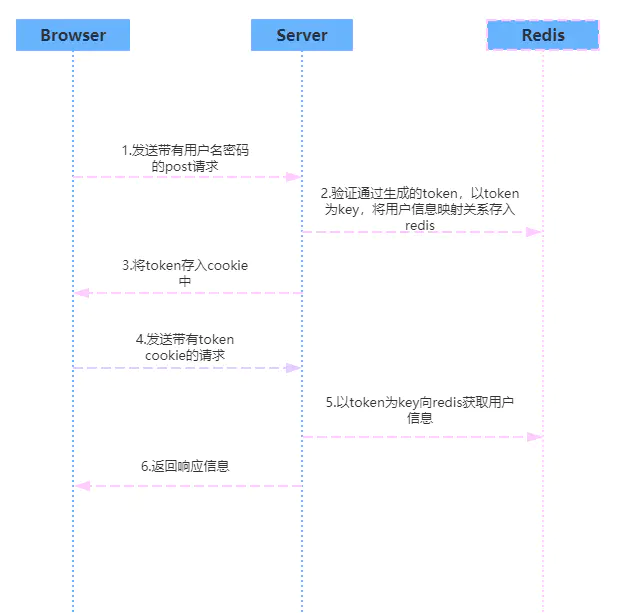 Browser
Server
Redis
1.发送带有用户名密码
的post请求
2.验证通过生成的token，以token
为key，将用户信息映射关系存入
redis
3.将token存入cookie
中
4.发送带有token
cookie的请求
5.以token为key向redis获取用户
信息
6.返回响应信息